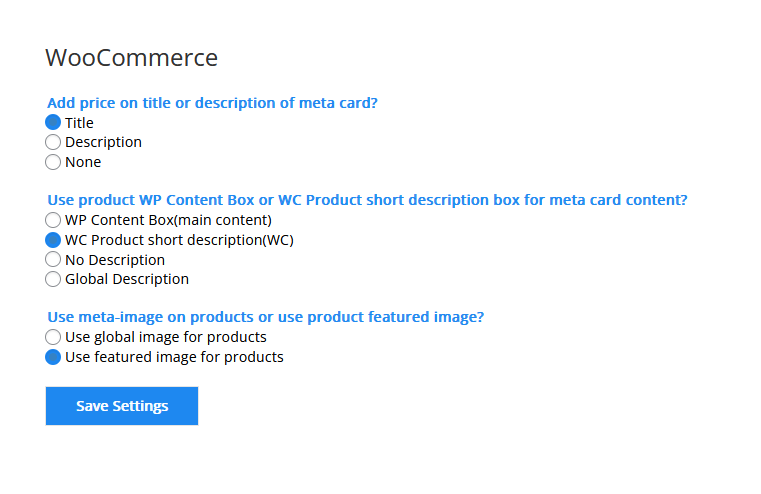 WooCommerce
Add price on title or description of meta card?
Title
Description
None
Use product WP Content Box or WC Product short description box for meta card content?
WP Content Box(main content)
WC Product short description(WC)
No Description
Global Description
Use meta-image on products or use product featured image?
Use global image for products
Use featured image for products
Save Settings